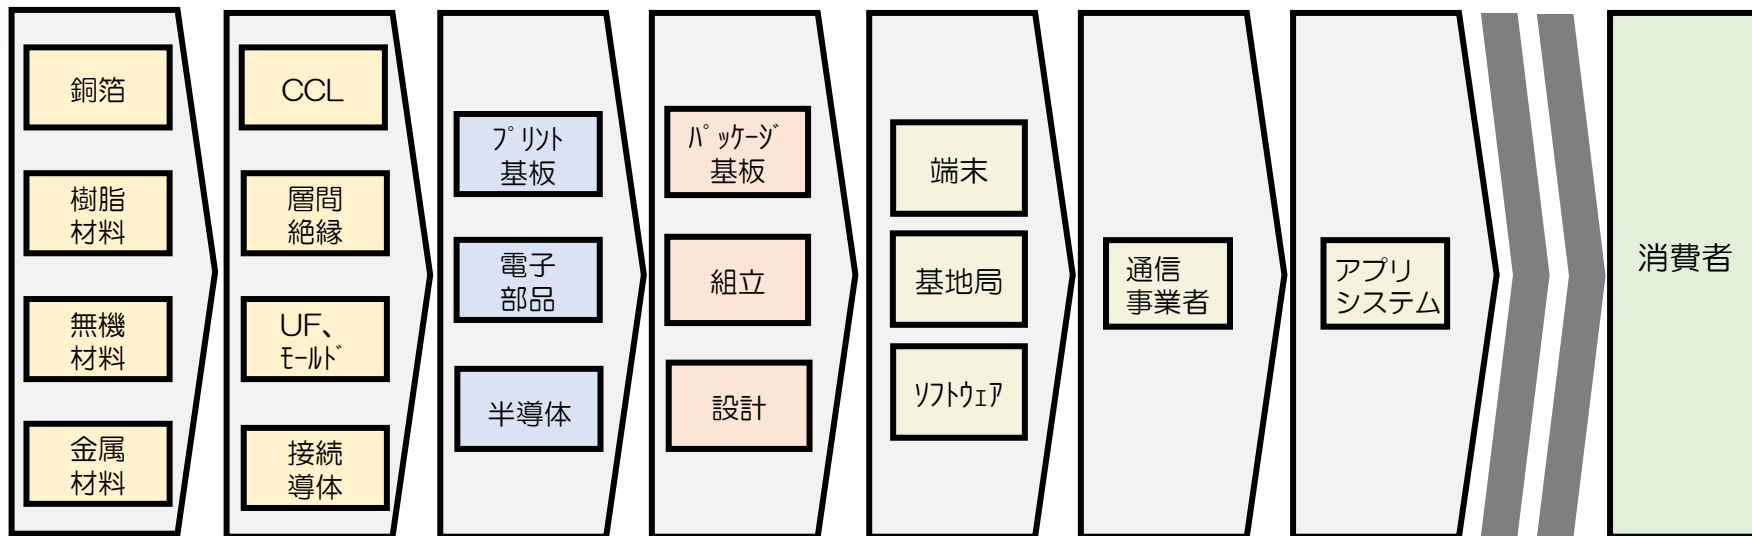 銅箔
樹脂
材料
無機
材料
金属
材料
CCL
層間
絶縁
UF、
ﾓｰﾙﾄﾞ
接続
導体
ﾌﾟﾘﾝﾄ
基板
電子
部品
半導体
ﾊﾟｯｹｰｼﾞ
基板
組立
設計
端末
基地局
ｿﾌﾄｳｪｱ
通信
事業者
アプリ
システム
消費者